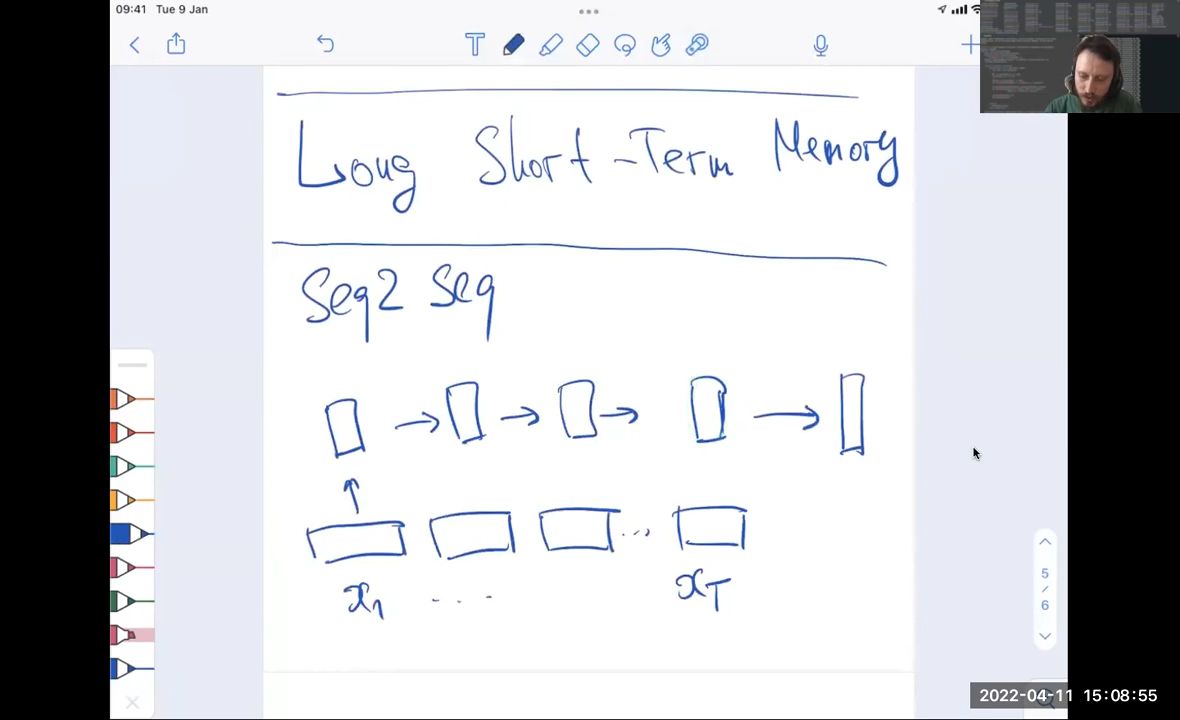 09:41 Tue 9 Jan
Long Short-Term Memory
Seq2 Seq
x1 .... xT
5
/
6
2022-04-11 15:08:55